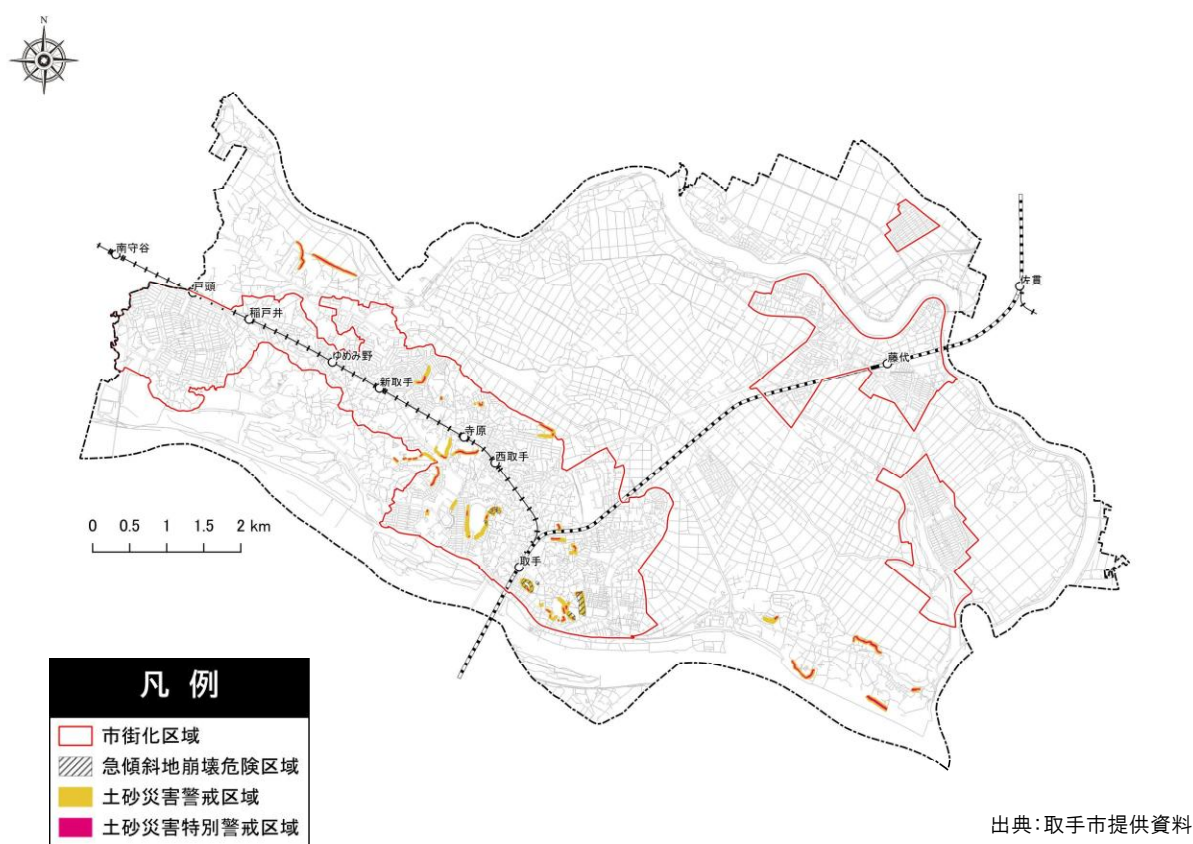 N
南守谷
戸頭
稲戸井
ゆめみ野
新取手
寺原
西取手
取手
藤代
佐貫
0 0.5 1 1.5 2 km
凡 例
市街化区域
急傾斜地崩壊危険区域
土砂災害警戒区域
土砂災害特別警戒区域
出典:取手市提供資料